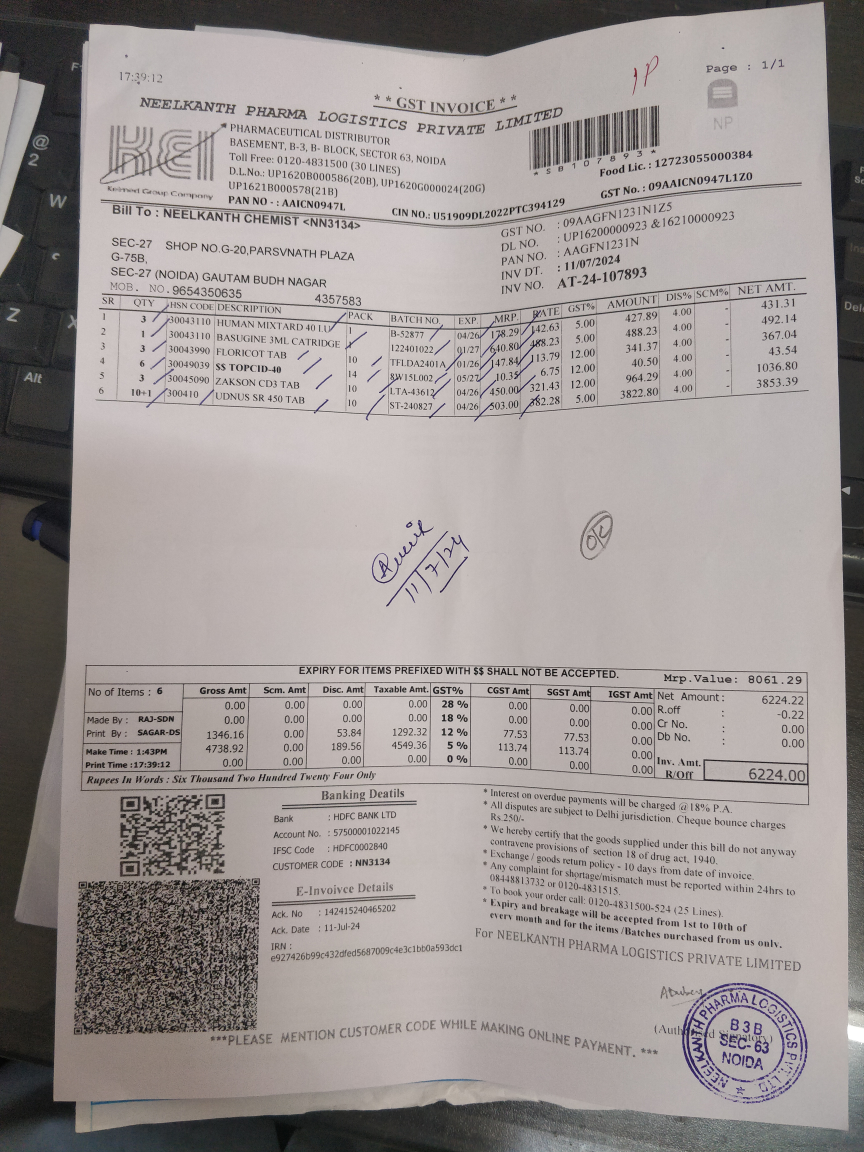 17:39:12
Page : 1/1
1P
** GST INVOICE **
NEELKANTH PHARMA LOGISTICS PRIVATE LIMITED
NP
KEI
Keimed Group Company
PHARMACEUTICAL DISTRIBUTOR
BASEMENT, B-3, B- BLOCK, SECTOR 63, NOIDA
Toll Free: 0120-4831500 (30 LINES)
D.L.No.: UP1620B000586(20B), UP1620G000024(20G)
UP1621B000578(21B)
PAN NO - : AAICN0947L
CIN NO.: U51909DL2022PTC394129
*SB107893*
Food Lic. : 12723055000384
GST No. : 09AAICN0947L1Z0
Bill To : NEELKANTH CHEMIST <NN3134>
SEC-27 SHOP NO.G-20,PARSVNATH PLAZA
G-75B,
SEC-27 (NOIDA) GAUTAM BUDH NAGAR
MOB. NO.9654350635 4357583
GST NO. : 09AAGFN1231N1Z5
DL NO. : UP16200000923 &16210000923
PAN NO. : AAGFN1231N
INV DT. : 11/07/2024
INV NO. AT-24-107893
SR QTY HSN CODE DESCRIPTION PACK BATCH NO. EXP. MRP. RATE GST% AMOUNT DIS% SCM% NET AMT.
1 3 30043110 HUMAN MIXTARD 40 I.U 1 B-52877 04/26 178.29 142.63 5.00 427.89 4.00 - 431.31
2 1 30043110 BASUGINE 3ML CATRIDGE 1 122401022 01/27 640.80 488.23 5.00 488.23 4.00 - 492.14
3 3 30043990 FLORICOT TAB 10 TFLDA2401A 01/26 147.84 113.79 12.00 341.37 4.00 - 367.04
4 6 30049039 $$ TOPCID-40 14 8W15L002 05/27 10.35 6.75 12.00 40.50 4.00 - 43.54
5 3 30045090 ZAKSON CD3 TAB 10 LTA-43612 04/26 450.00 321.43 12.00 964.29 4.00 - 1036.80
6 10+1 300410 UDNUS SR 450 TAB 10 ST-240827 04/26 503.00 382.28 5.00 3822.80 4.00 - 3853.39
11/7/24
OK
EXPIRY FOR ITEMS PREFIXED WITH $$ SHALL NOT BE ACCEPTED.
Mrp.Value: 8061.29
No of Items : 6
Made By : RAJ-SDN
Print By : SAGAR-DS
Make Time : 1:43PM
Print Time :17:39:12
Gross Amt Scm. Amt Disc. Amt Taxable Amt. GST% CGST Amt SGST Amt IGST Amt
0.00 0.00 0.00 0.00 28 % 0.00 0.00 0.00
0.00 0.00 0.00 0.00 18 % 0.00 0.00 0.00
1346.16 0.00 53.84 1292.32 12 % 77.53 77.53 0.00
4738.92 0.00 189.56 4549.36 5 % 113.74 113.74 0.00
0.00 0.00 0.00 0.00 0 % 0.00 0.00 0.00
Net Amount: 6224.22
R.off : -0.22
Cr No. : 0.00
Db No. : 0.00
Inv. Amt.
R/Off 6224.00
Rupees In Words : Six Thousand Two Hundred Twenty Four Only
Banking Deatils
Bank : HDFC BANK LTD
Account No. : 57500001022145
IFSC Code : HDFC0002840
CUSTOMER CODE : NN3134
E-Invoivce Details
Ack. No : 142415240465202
Ack. Date : 11-Jul-24
IRN :
e927426b99c432dfed5687009c4e3c1bb0a593dc1
* Interest on overdue payments will be charged @18% P.A.
* All disputes are subject to Delhi jurisdiction. Cheque bounce charges
Rs.250/-
* We hereby certify that the goods supplied under this bill do not anyway
contravene provisions of section 18 of drug act, 1940.
* Exchange / goods return policy - 10 days from date of invoice.
* Any complaint for shortage/mismatch must be reported within 24hrs to
08448813732 or 0120-4831515.
* To book your order call: 0120-4831500-524 (25 Lines).
* Expiry and breakage will be accepted from 1st to 10th of
every month and for the items /Batches ourchased from us only.
For NEELKANTH PHARMA LOGISTICS PRIVATE LIMITED
(Authorised Signatory)
NEELKANTH PHARMA LOGISTICS PVT. LTD
B 3 B
SEC-63
NOIDA
***PLEASE MENTION CUSTOMER CODE WHILE MAKING ONLINE PAYMENT. ***
@
2
W
Z
X
Alt